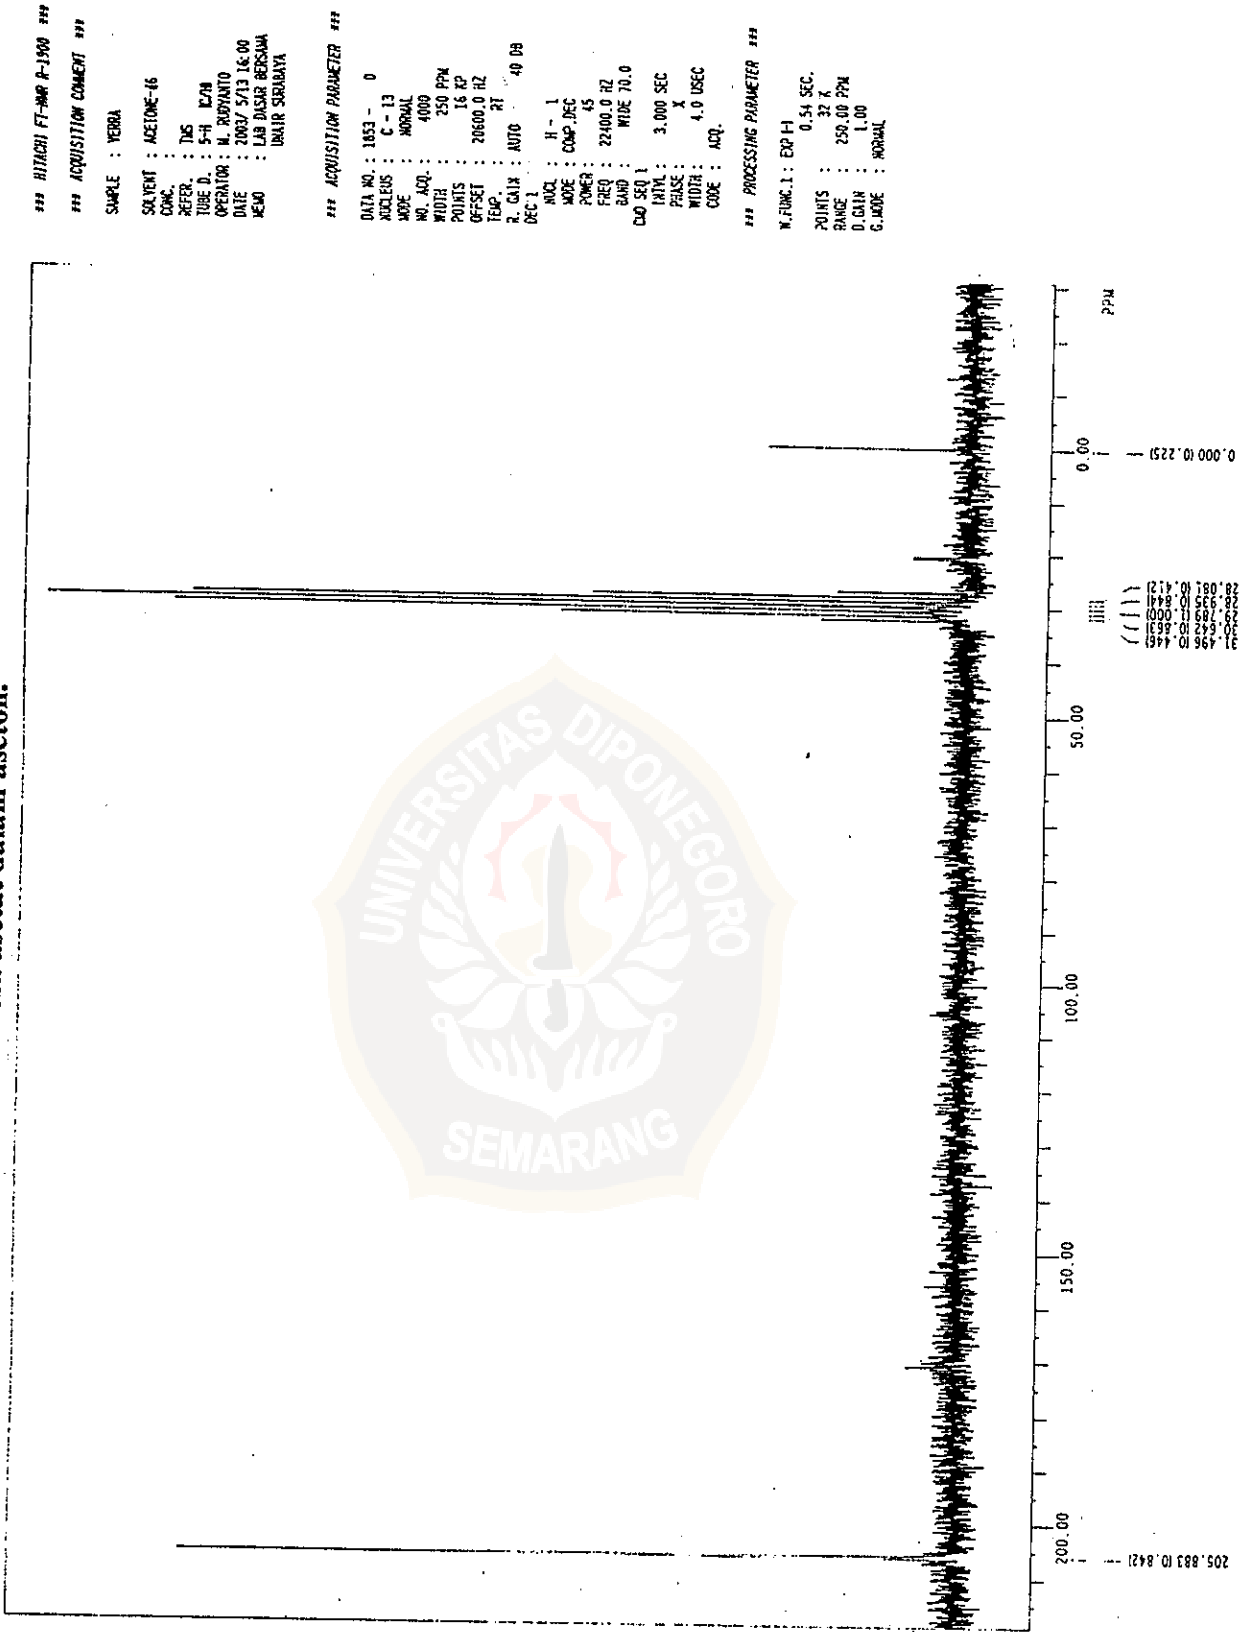 asetat dalam aseton.
### HITACHI FT-NMR R-1900 ###
### ACQUISITION COMMENT ###
SAMPLE : YERRA
SOLVENT : ACETONE-d6
CONC. :
REFER. : TMS
TUBE D. : 5-H C/H
OPERATOR : M. RUDYANTO
DATE : 2003/ 5/13 16:00
MEMO : LAB DASAR BERSAMA
UNAIR SURABAYA
### ACQUISITION PARAMETER ###
DATA NO. : 1853 - 0
NUCLEUS : C - 13
MODE : NORMAL
NO. ACQ. : 4000
WIDTH : 250 PPM
POINTS : 16 KP
OFFSET : 20600.0 HZ
TEMP. : RT
R. GAIN : AUTO 40 DB
DEC 1
NUCL : H - 1
MODE : COMP.DEC
POWER : 45
FREQ : 22400.0 HZ
BAND : WIDE 70.0
SEQ 1
INTVL : 3.000 SEC
PHASE : X
WIDTH : 4.0 USEC
CODE : ACQ.
### PROCESSING PARAMETER ###
W.FUNC.1 : EXP
0.54 SEC.
POINTS : 32 K
RANGE : 250.00 PPM
D.GAIN : 1.00
G.MODE : NORMAL
200.00
150.00
100.00
50.00
0.00
PPM
205.883 (0.842)
31.496 (0.446)
30.642 (0.863)
29.789 (1.000)
28.935 (0.844)
28.081 (0.412)
0.000 (0.225)
UNIVERSITAS DIPONEGORO
SEMARANG